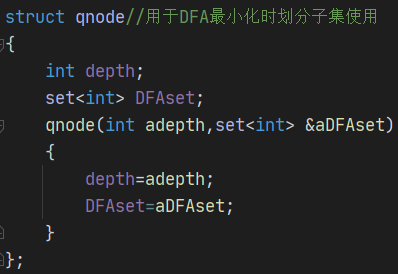 struct qnode//用于DFA最小化时划分子集使用
{
    int depth;
    set<int> DFAset;
    qnode(int adepth,set<int> &aDFAset)
    {
        depth=adepth;
        DFAset=aDFAset;
    }
};